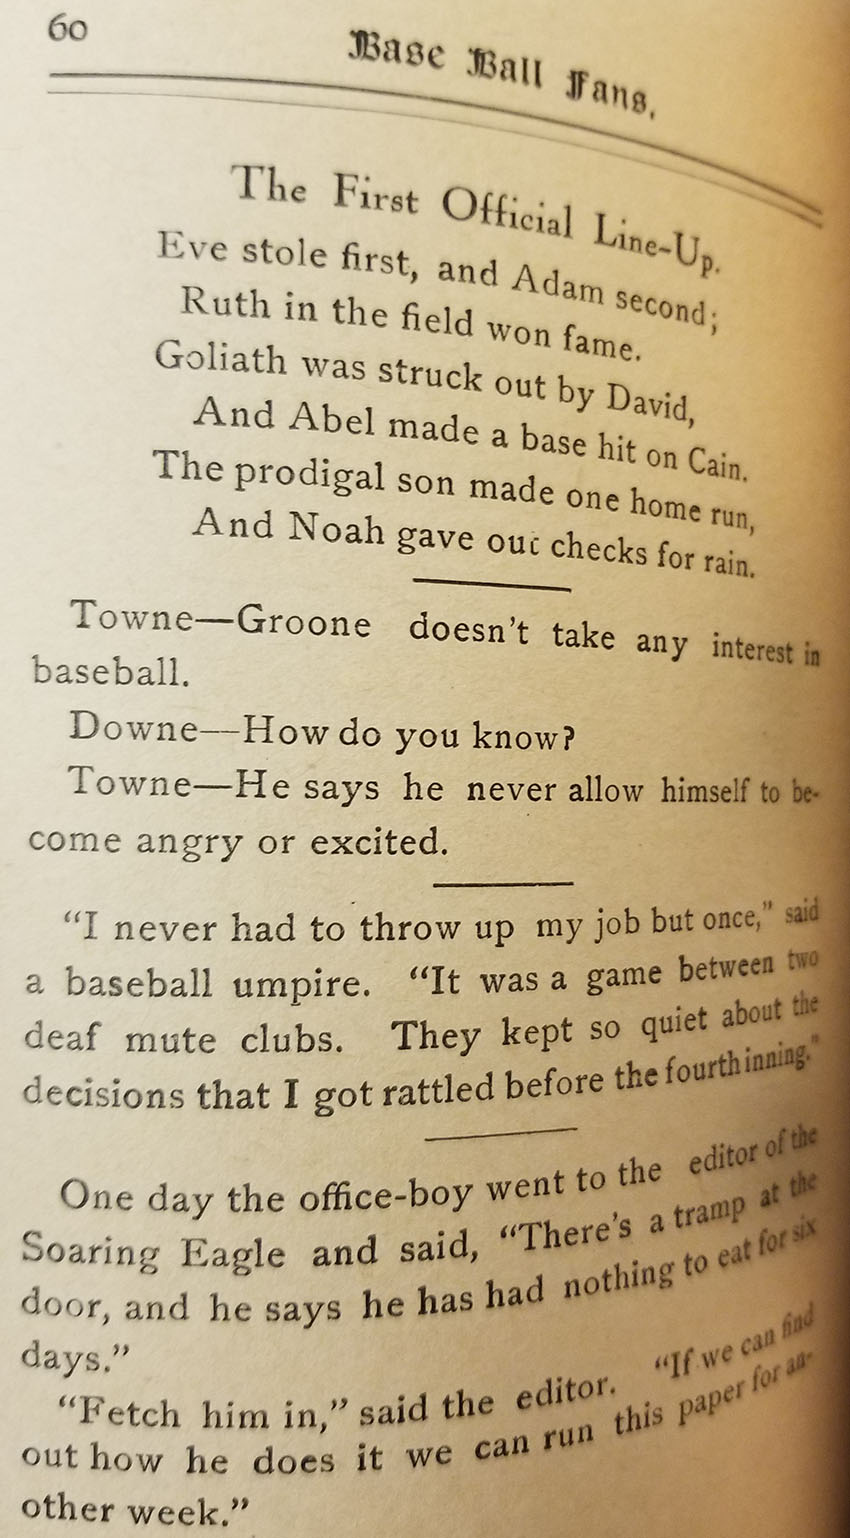 60
Base Ball Fans.
The First Official Line-Up.
Eve stole first, and Adam second;
Ruth in the field won fame.
Goliath was struck out by David,
And Abel made a base hit on Cain.
The prodigal son made one home run,
And Noah gave out checks for rain.
Towne—Groone doesn't take any interest in
baseball.
Downe—How do you know?
Towne—He says he never allow himself to be-
come angry or excited.
"I never had to throw up my job but once," said
a baseball umpire. "It was a game between two
deaf mute clubs. They kept so quiet about the
decisions that I got rattled before the fourth inning."
One day the office-boy went to the editor of the
Soaring Eagle and said, "There's a tramp at the
door, and he says he has had nothing to eat for six
days."
"Fetch him in," said the editor. "If we can find
out how he does it we can run this paper for an-
other week."